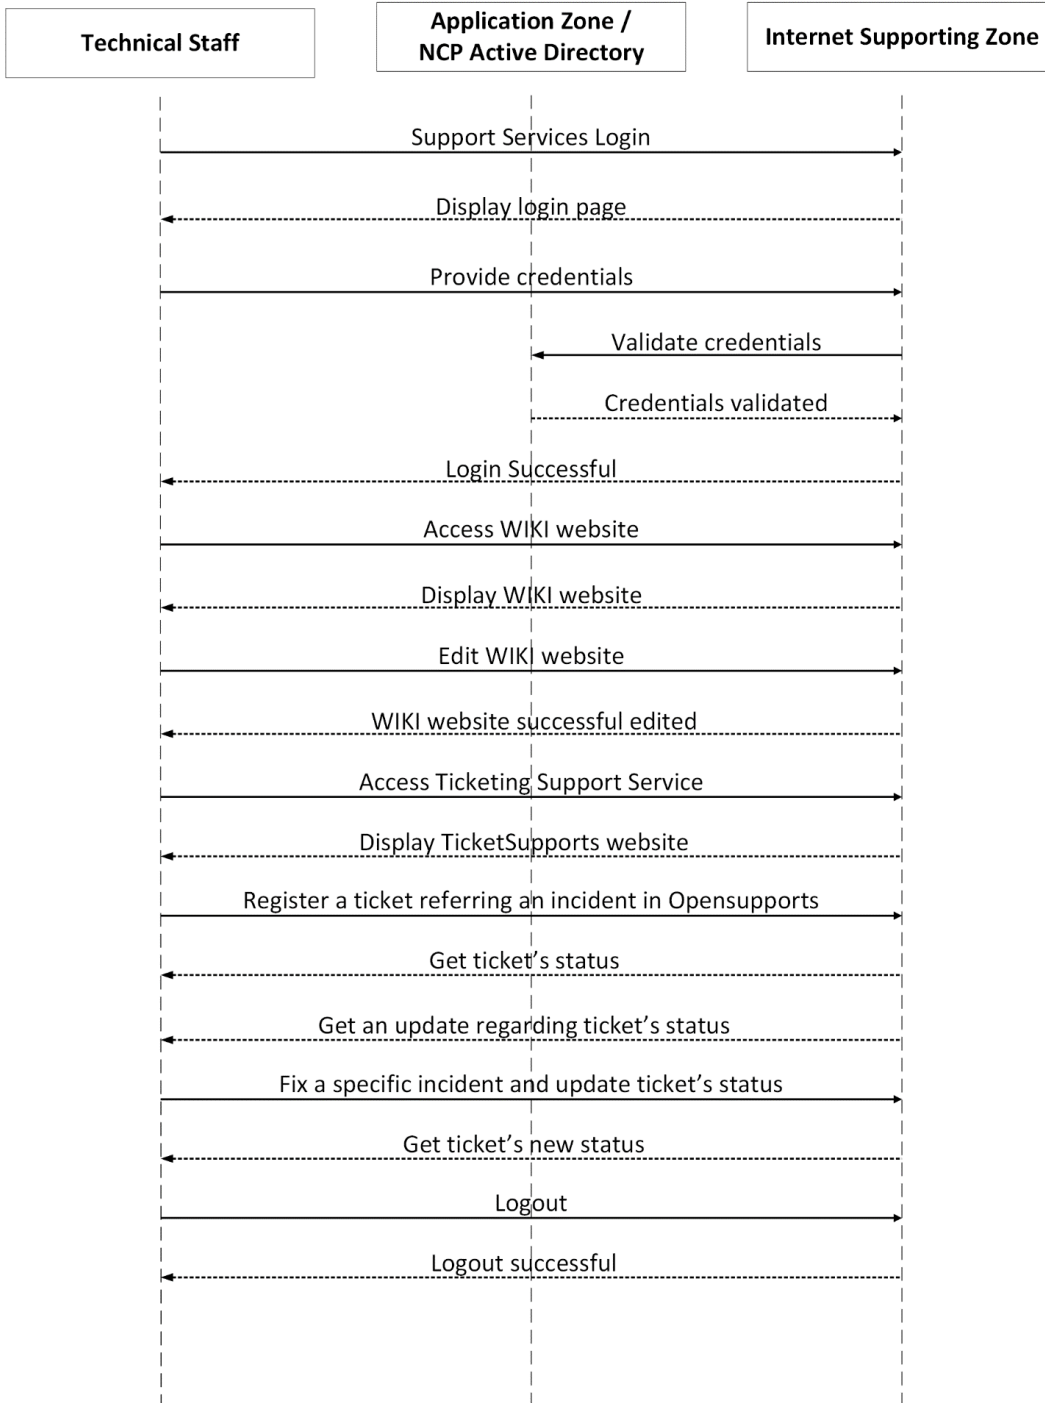 Technical Staff
Application Zone /
NCP Active Directory
Internet Supporting Zone
Support Services Login
Display login page
Provide credentials
Validate credentials
Credentials validated
Login Successful
Access WIKI website
Display WIKI website
Edit WIKI website
WIKI website successful edited
Access Ticketing Support Service
Display TicketSupports website
Register a ticket referring an incident in Opensupports
Get ticket’s status
Get an update regarding ticket’s status
Fix a specific incident and update ticket’s status
Get ticket’s new status
Logout
Logout successful